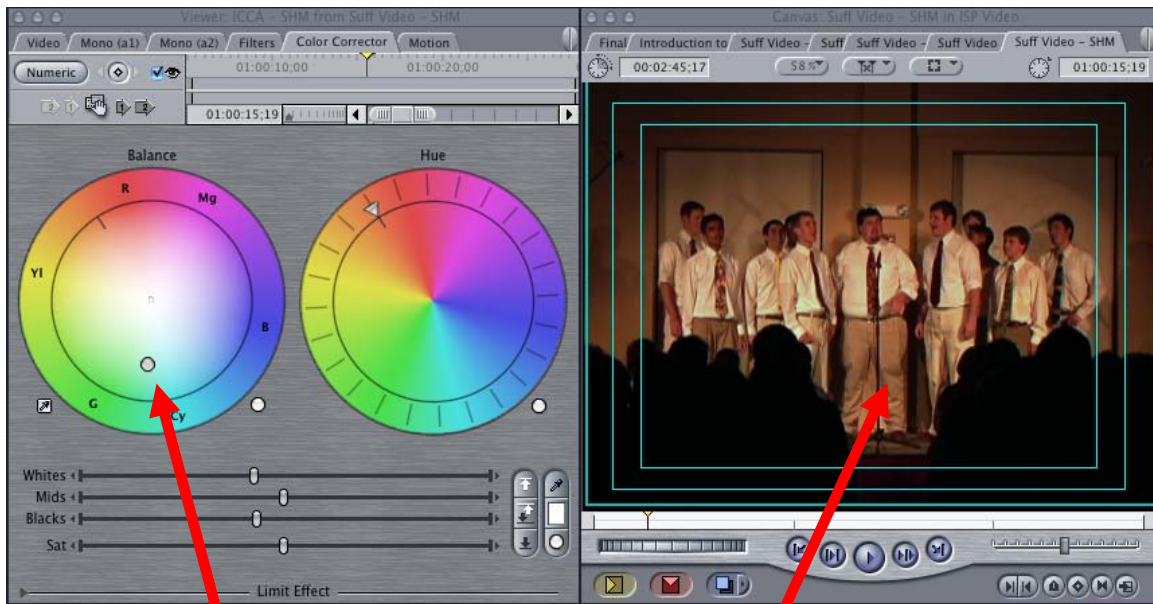 Viewer: ICCA – SHM from Suff Video – SHM
Video Mono (a1) Mono (a2) Filters Color Corrector Motion
Numeric
01:00:10;00 01:00:20;00
01:00:15;19
Balance
Hue
R
Mg
Yl
B
G
Cy
Whites
Mids
Blacks
Sat
Limit Effect
Canvas: Suff Video – SHM in ISP Video
Final Introduction to Suff Video – Suff Suff Video – Suff Video Suff Video – SHM
00:02:45;17 58% 01:00:15;19